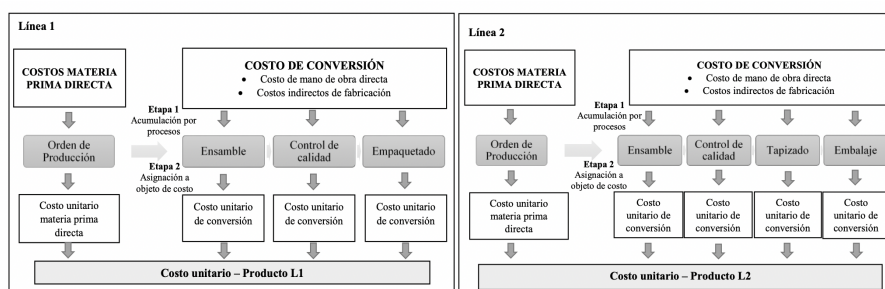 Línea 1
COSTOS MATERIA
PRIMA DIRECTA
COSTO DE CONVERSIÓN
• Costo de mano de obra directa
• Costos indirectos de fabricación
Etapa 1
Acumulación por
procesos
Orden de
Producción
Ensamble
Control de
calidad
Empaquetado
Etapa 2
Asignación a
objeto de costo
Costo unitario
materia prima
directa
Costo unitario
de conversión
Costo unitario
de conversión
Costo unitario
de conversión
Costo unitario – Producto L1
Línea 2
COSTOS MATERIA
PRIMA DIRECTA
COSTO DE CONVERSIÓN
• Costo de mano de obra directa
• Costos indirectos de fabricación
Etapa 1
Acumulación por
procesos
Orden de
Producción
Ensamble
Control de
calidad
Tapizado
Embalaje
Etapa 2
Asignación a
objeto de costo
Costo unitario
materia prima
directa
Costo
unitario de
conversión
Costo
unitario de
conversión
Costo
unitario de
conversión
Costo
unitario de
conversión
Costo unitario – Producto L2